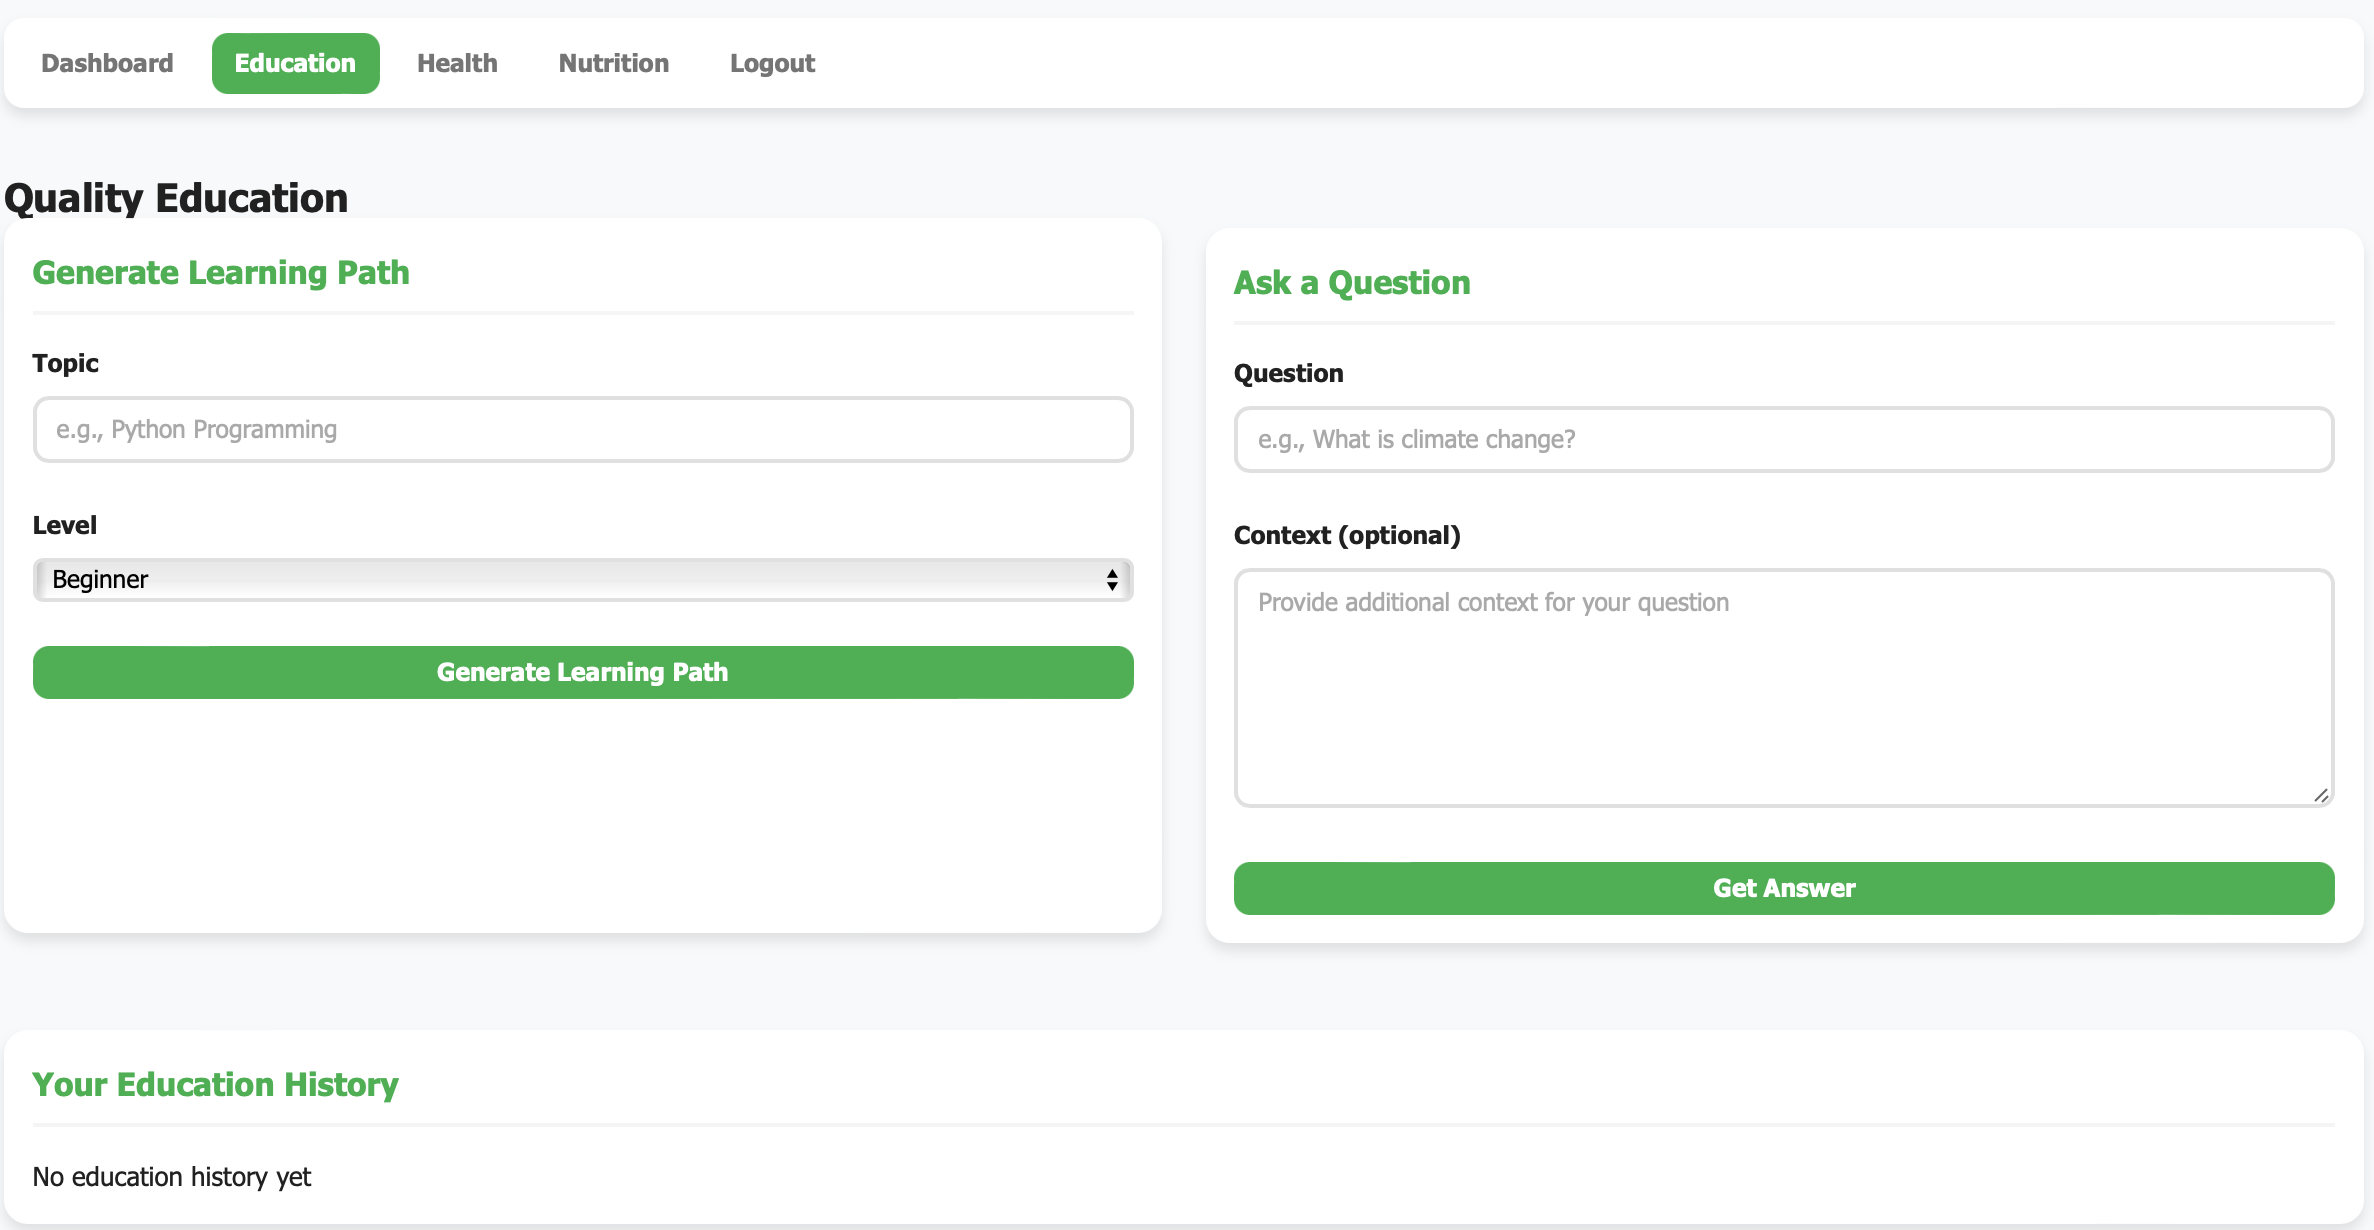 Dashboard Education Health Nutrition Logout
Quality Education
Generate Learning Path
Topic
e.g., Python Programming
Level
Beginner
Generate Learning Path
Ask a Question
Question
e.g., What is climate change?
Context (optional)
Provide additional context for your question
Get Answer
Your Education History
No education history yet